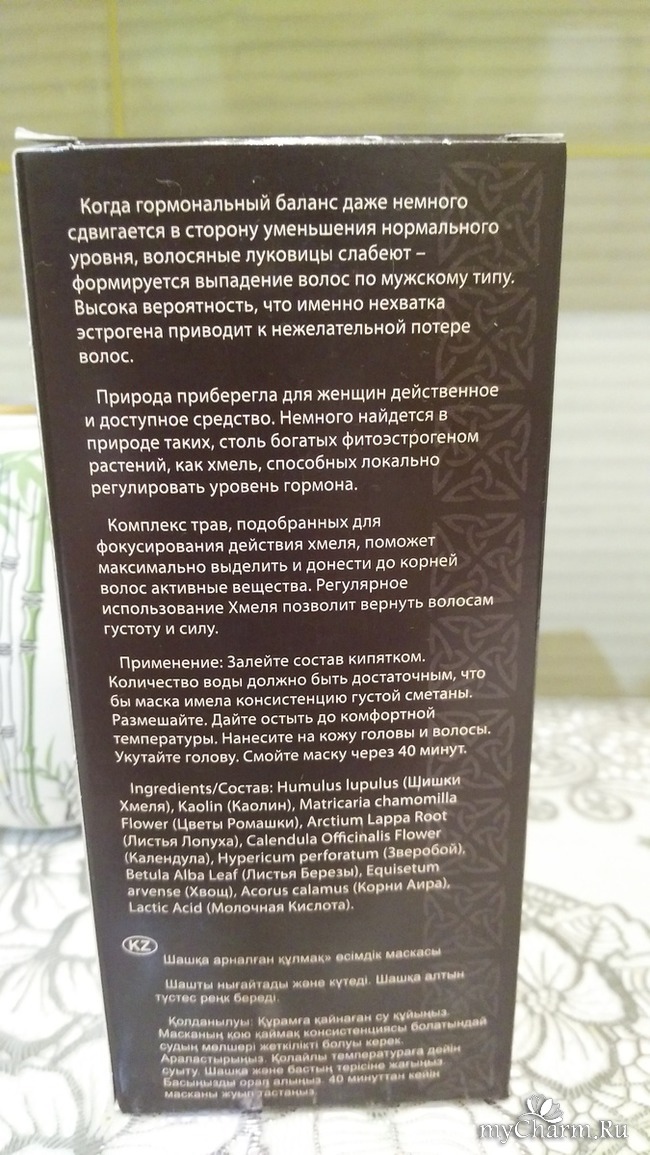 Когда гормональный баланс даже немного
сдвигается в сторону уменьшения нормального
уровня, волосяные луковицы слабеют –
формируется выпадение волос по мужскому типу.
Высока вероятность, что именно нехватка
эстрогена приводит к нежелательной потере
волос.
Природа приберегла для женщин действенное
и доступное средство. Немного найдется в
природе таких, столь богатых фитоэстрогеном
растений, как хмель, способных локально
регулировать уровень гормона.
Комплекс трав, подобранных для
фокусирования действия хмеля, поможет
максимально выделить и донести до корней
волос активные вещества. Регулярное
использование Хмеля позволит вернуть волосам
густоту и силу.
Применение: Залейте состав кипятком.
Количество воды должно быть достаточным, что
бы маска имела консистенцию густой сметаны.
Размешайте. Дайте остыть до комфортной
температуры. Нанесите на кожу головы и волосы.
Укутайте голову. Смойте маску через 40 минут.
Ingredients/Состав: Humulus lupulus (Щишки
Хмеля), Kaolin (Каолин), Matricaria chamomilla
Flower (Цветы Ромашки), Arctium Lappa Root
(Листья Лопуха), Calendula Officinalis Flower
(Календула), Hypericum perforatum (Зверобой),
Betula Alba Leaf (Листья Березы), Equisetum
arvense (Хвощ), Acorus calamus (Корни Аира),
Lactic Acid (Молочная Кислота).
KZ
Шашқа арналған құлмақ» өсімдік маскасы
Шашты нығайтады және күтеді. Шашқа алтын
түстес реңк береді.
Қолданылуы: Құрамға қайнаған су құйыңыз.
Масканың қою қаймақ консистенциясы болатындай
судың мөлшері жеткілікті болуы керек.
Араластырыңыз. Қолайлы температураға дейін
суыту. Шашқа және бастың терісіне жағыңыз.
Басыңызды орап алыңыз. 40 минуттан кейін
масканы жуып тастаңыз.
myCharm.Ru